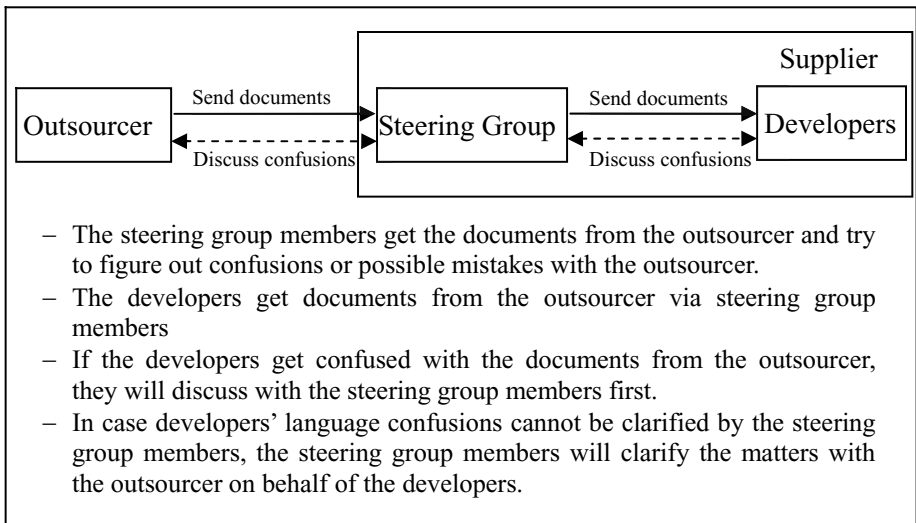 Supplier
Send documents
Send documents
Outsourcer
Steering Group
Developers
Discuss confusions
Discuss confusions
– The steering group members get the documents from the outsourcer and try
to figure out confusions or possible mistakes with the outsourcer.
– The developers get documents from the outsourcer via steering group
members
– If the developers get confused with the documents from the outsourcer,
they will discuss with the steering group members first.
– In case developers’ language confusions cannot be clarified by the steering
group members, the steering group members will clarify the matters with
the outsourcer on behalf of the developers.